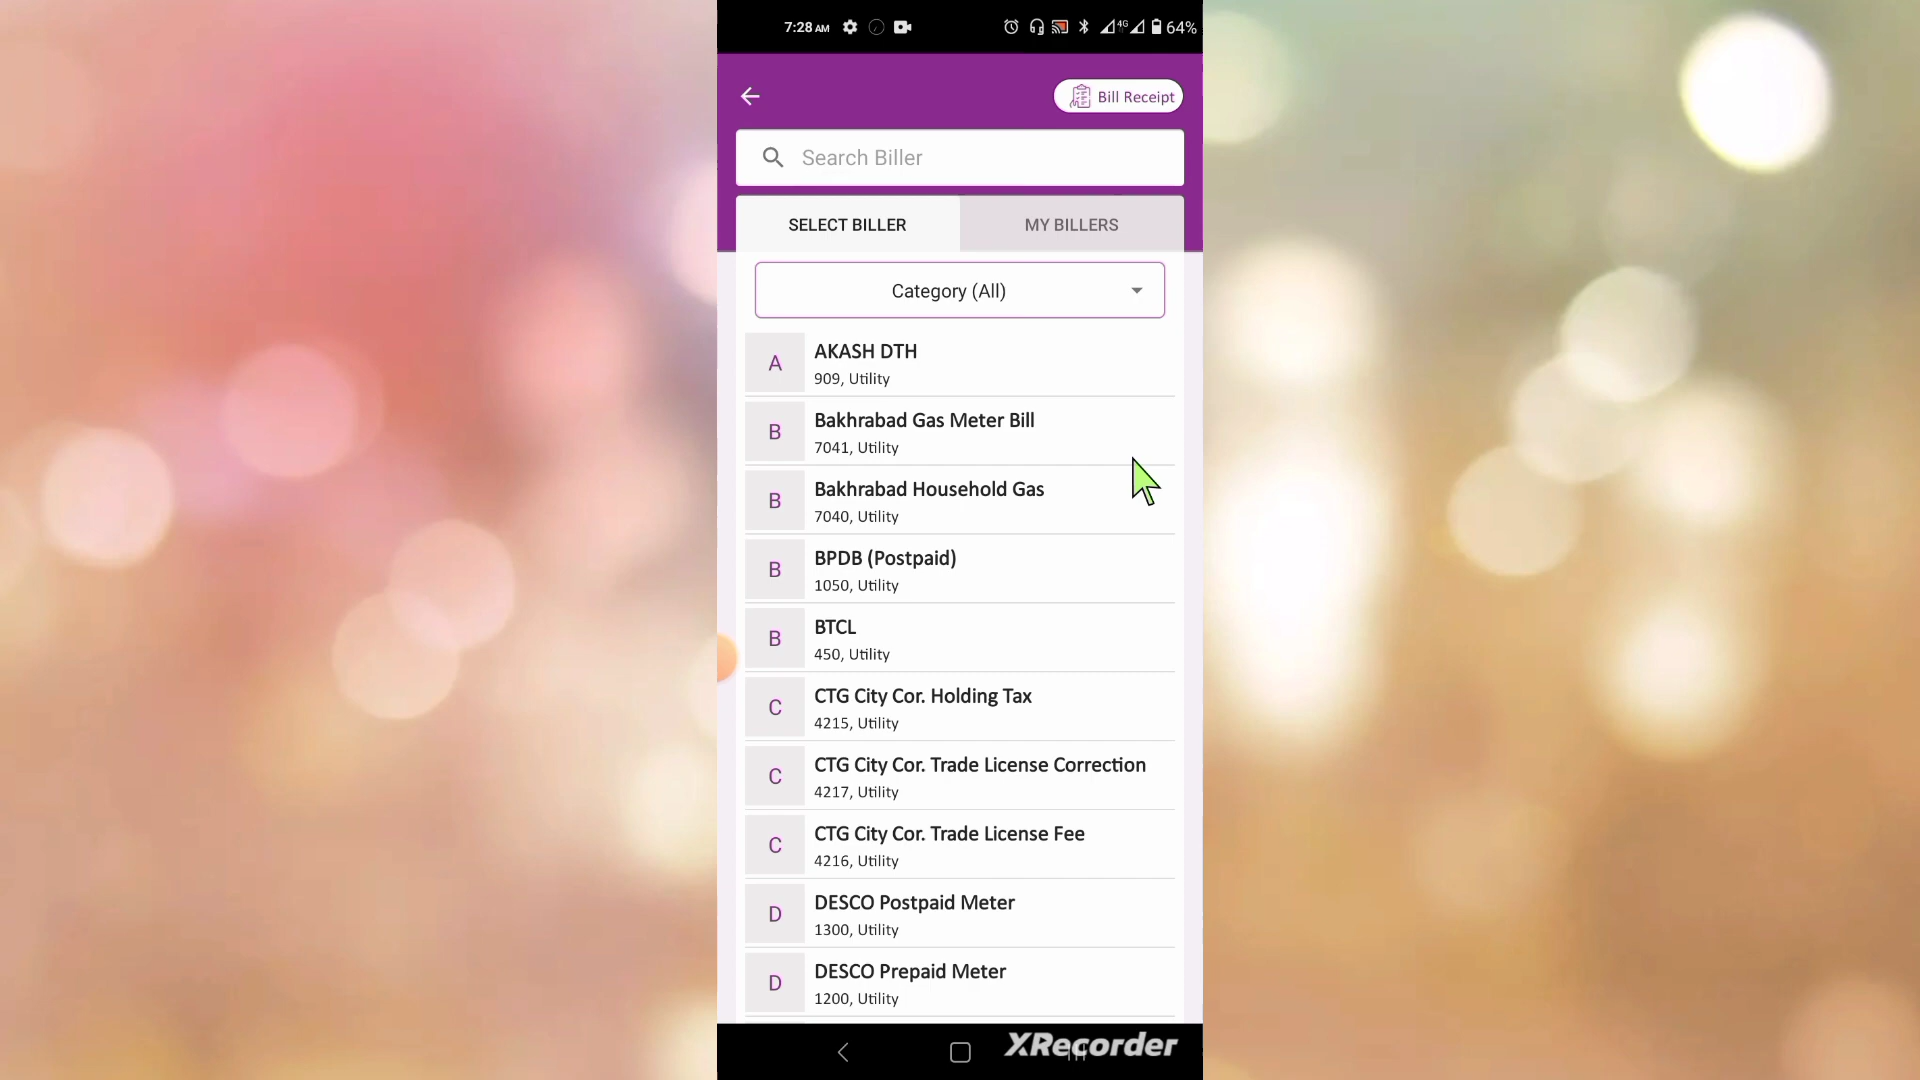 7:28 AM 4G 64%
Bill Receipt
Search Biller
SELECT BILLER MY BILLERS
Category (All)
A AKASH DTH
909, Utility
B Bakhrabad Gas Meter Bill
7041, Utility
B Bakhrabad Household Gas
7040, Utility
B BPDB (Postpaid)
1050, Utility
B BTCL
450, Utility
C CTG City Cor. Holding Tax
4215, Utility
C CTG City Cor. Trade License Correction
4217, Utility
C CTG City Cor. Trade License Fee
4216, Utility
D DESCO Postpaid Meter
1300, Utility
D DESCO Prepaid Meter
1200, Utility
XRecorder